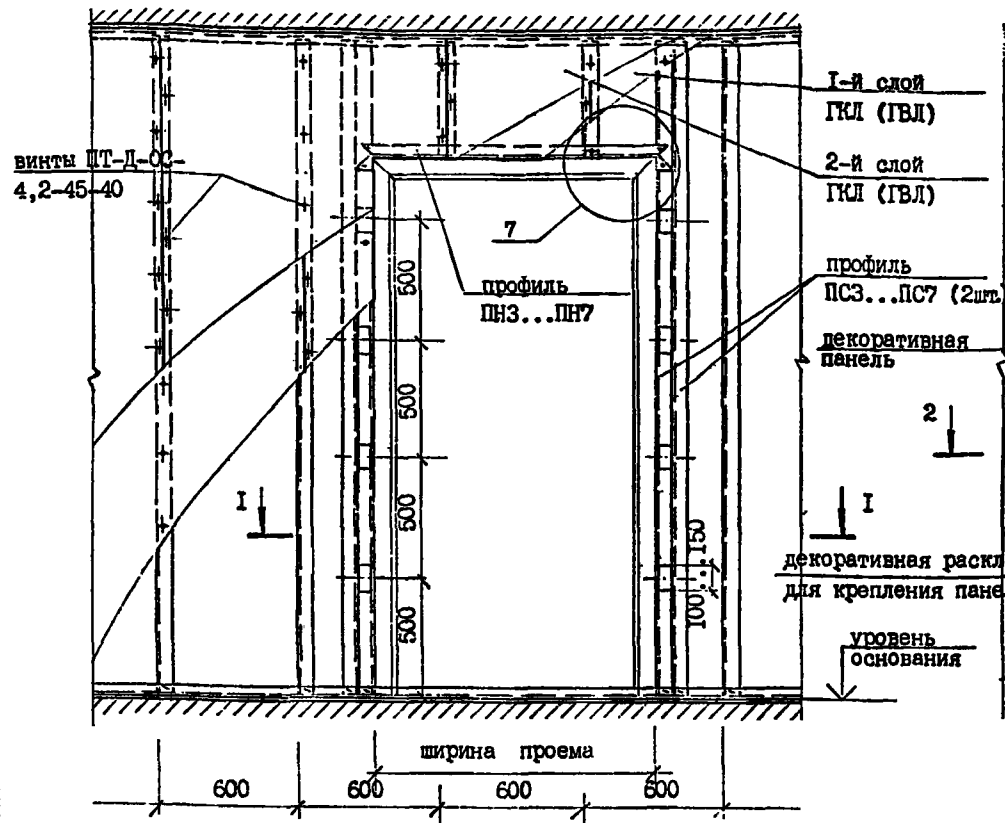 I-й слой
ГКЛ (ГВЛ)
винты ПТ-Д-ОС-
4,2-45-40
2-й слой
ГКЛ (ГВЛ)
7
профиль
ПН3...ПН7
профиль
ПС3...ПС7 (2шт.
декоративная
панель
500
500
500
500
2
I
I
100...150
декоративная раскл
для крепления пане
уровень
основания
ширина проема
600
600
600
600